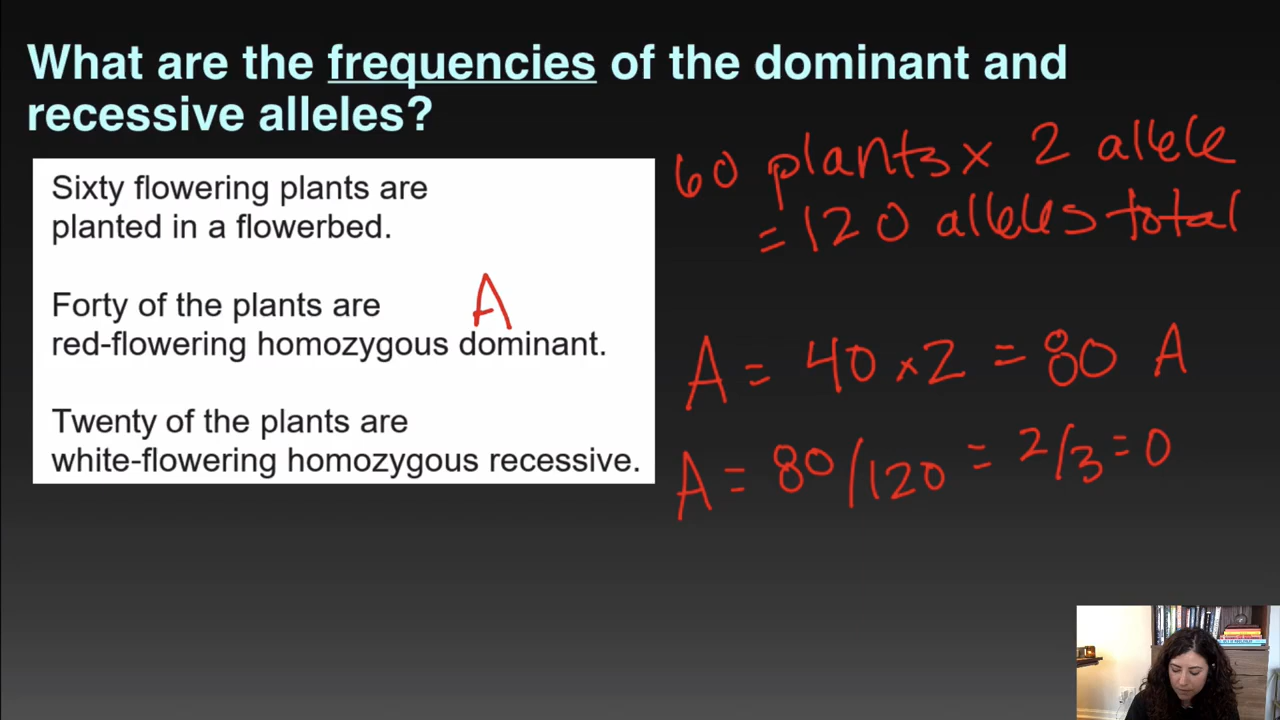 What are the frequencies of the dominant and
recessive alleles?
Sixty flowering plants are
planted in a flowerbed.
Forty of the plants are
red-flowering homozygous dominant.
A
Twenty of the plants are
white-flowering homozygous recessive.
60 plants x 2 allele
= 120 alleles total
A = 40 x 2 = 80 A
A = 80/120 = 2/3 = 0